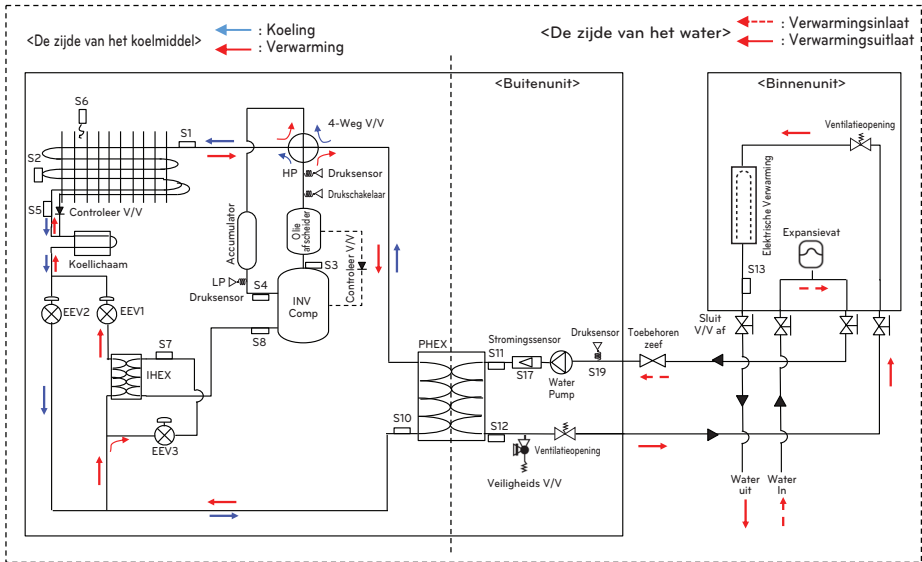 <De zijde van het koelmiddel>
: Koeling
: Verwarming
<De zijde van het water>
: Verwarmingsinlaat
: Verwarmingsuitlaat
<Buitenunit>
<Binnenunit>
S6
S1
S2
S5
Controleer V/V
Koellichaam
EEV2
EEV1
S7
IHEX
EEV3
4-Weg V/V
HP
Druksensor
Drukschakelaar
Accumulator
Olie
afscheider
Controleer V/V
S3
LP
Druksensor
S4
INV
Comp
S8
PHEX
S10
S11
Stromingssensor
S17
Water
Pump
Druksensor
S19
Toebehoren
zeef
S12
Ventilatieopening
Veiligheids V/V
Ventilatieopening
Elektrische Verwarming
Expansievat
S13
Sluit
V/V af
Water
uit
Water
In